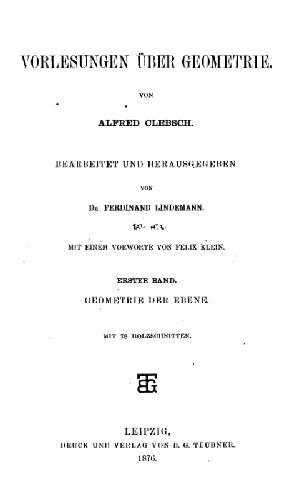 VORLESUNGEN ÜBER GEOMETRIE.
VON
ALFRED CLEBSCH.
BEARBEITET UND HERAUSGEGEBEN
VON
DR. FERDINAND LINDEMANN.
MIT EINEM VORWORTE VON FELIX KLEIN.
ERSTER BAND.
GEOMETRIE DER EBENE.
MIT 78 HOLZSCHNITTEN.
BTG
LEIPZIG,
DRUCK UND VERLAG VON B. G. TEUBNER.
1876.